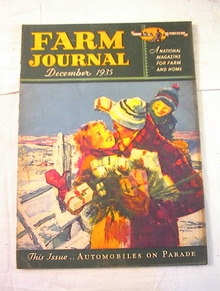 FARM
JOURNAL
December 1935
A NATIONAL
MAGAZINE
FOR FARM
AND HOME
This Issue .. AUTOMOBILES ON PARADE